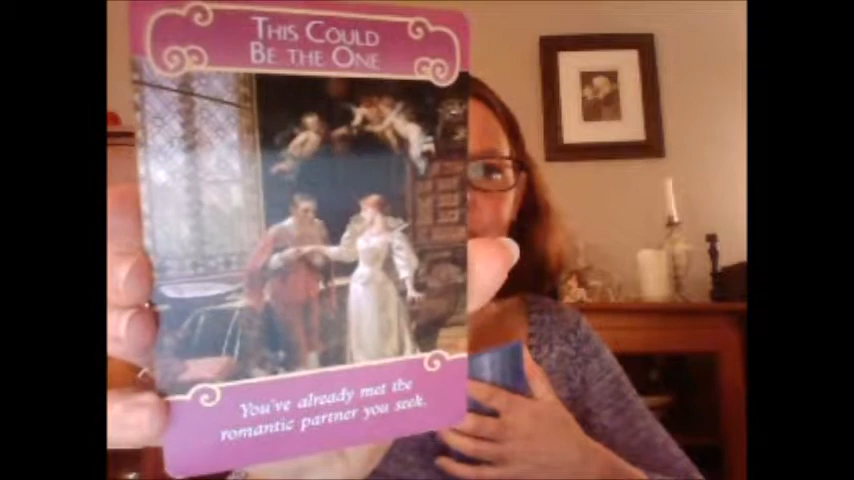 THIS COULD
BE THE ONE
You've already met the
romantic partner you seek.